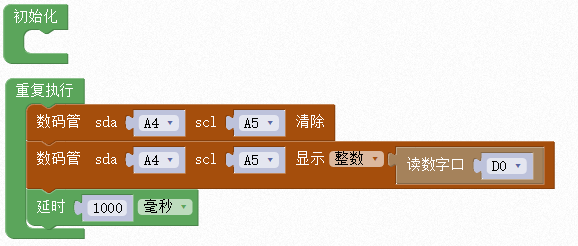 初始化
重复执行
数码管 sda A4 scl A5 清除
数码管 sda A4 scl A5 显示 整数 读数字口 D0
延时 1000 毫秒